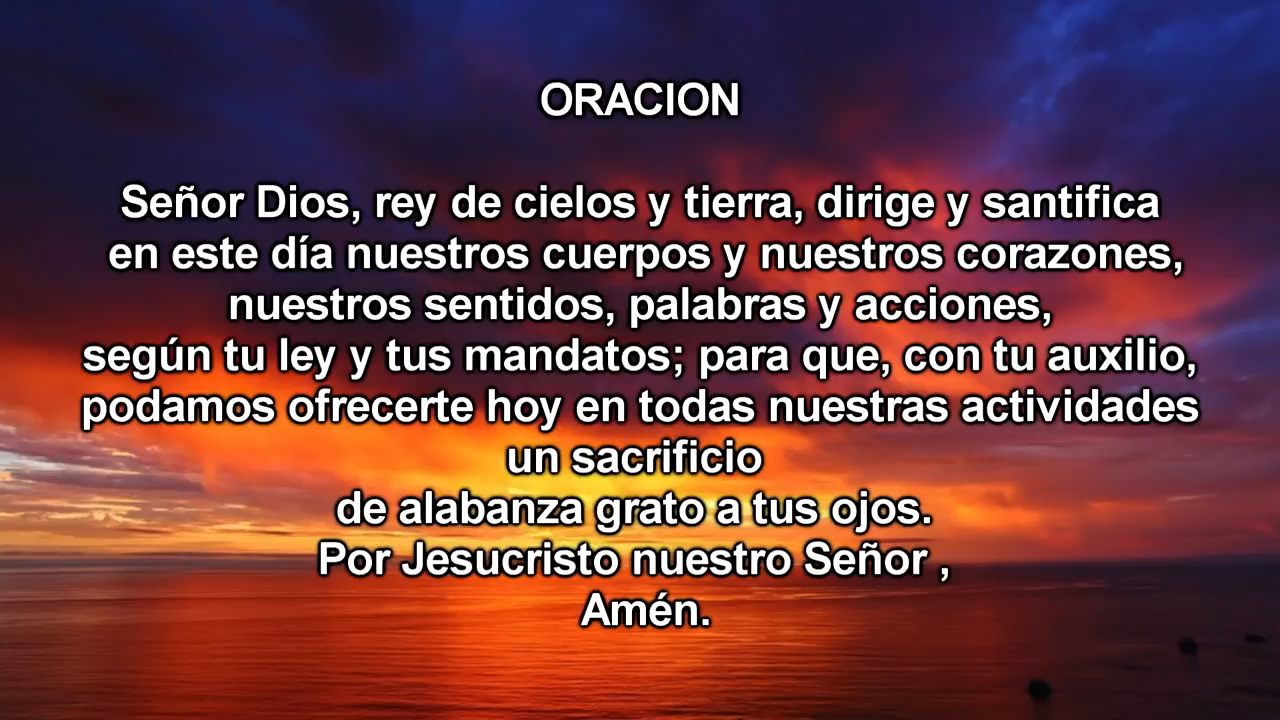 ORACION
Señor Dios, rey de cielos y tierra, dirige y santifica
en este día nuestros cuerpos y nuestros corazones,
nuestros sentidos, palabras y acciones,
según tu ley y tus mandatos; para que, con tu auxilio,
podamos ofrecerte hoy en todas nuestras actividades
un sacrificio
de alabanza grato a tus ojos.
Por Jesucristo nuestro Señor ,
Amén.